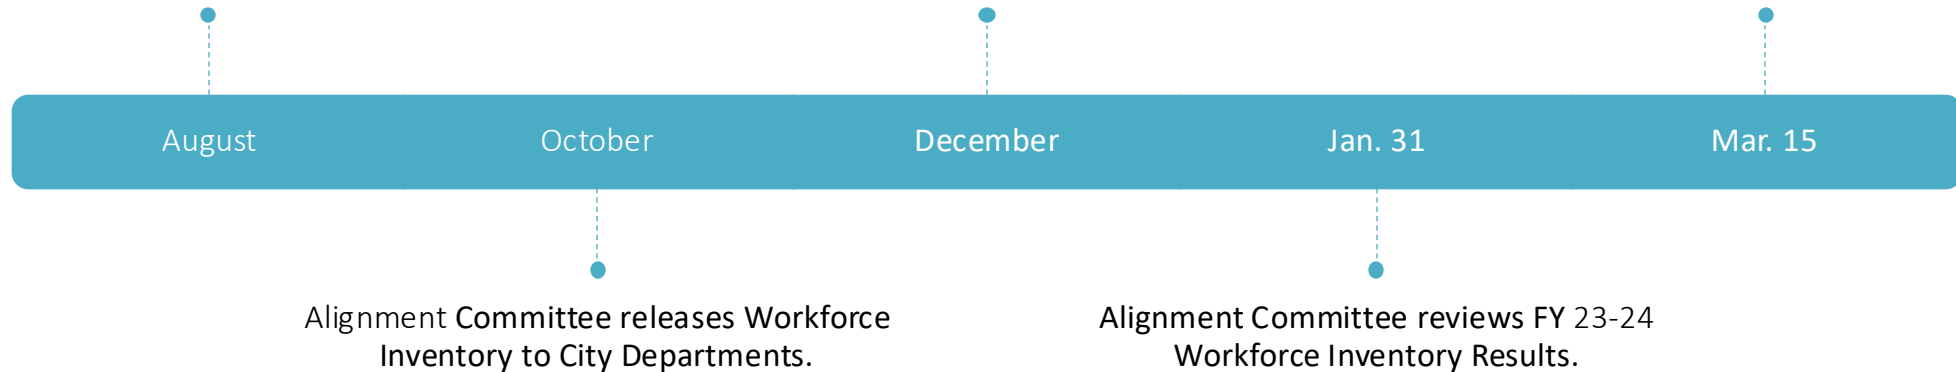 August
October
December
Jan. 31
Mar. 15
Alignment Committee releases Workforce
Inventory to City Departments.
Alignment Committee reviews FY 23-24
Workforce Inventory Results.